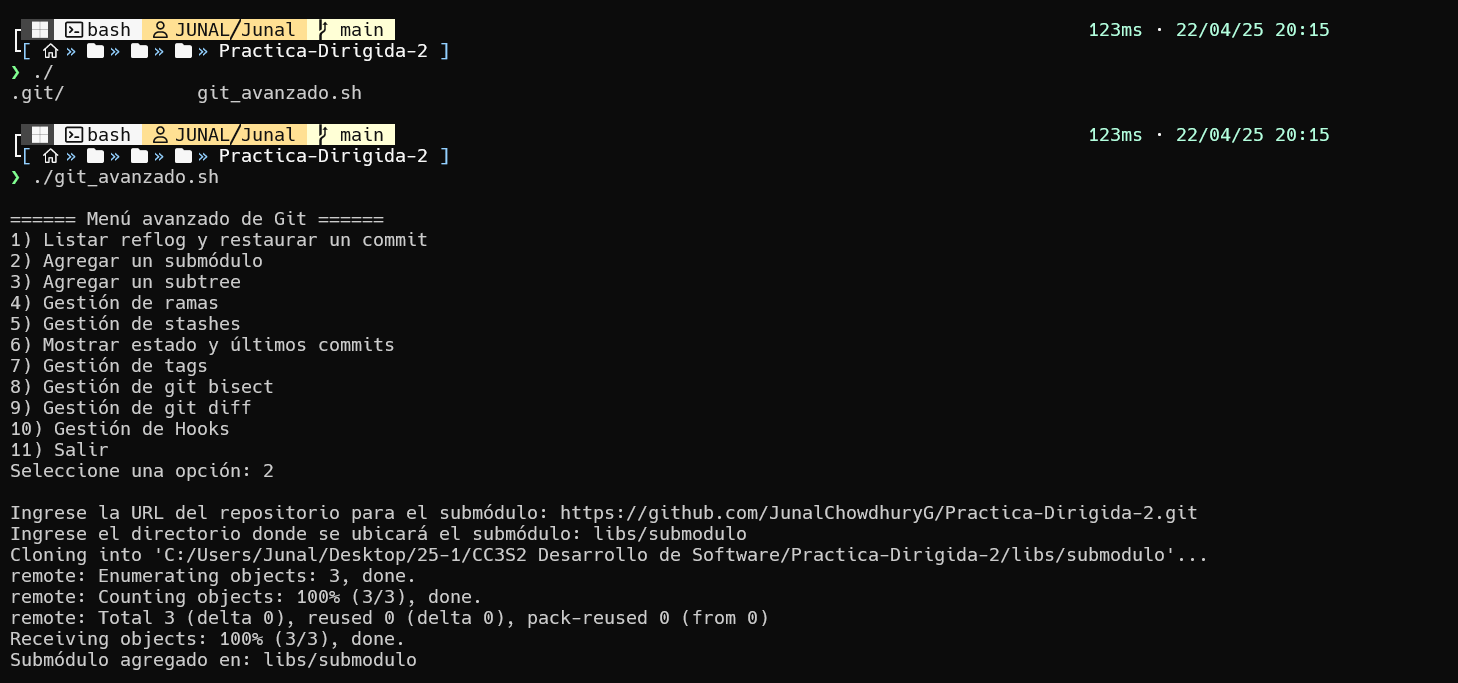 bash JUNAL/Junal main 123ms · 22/04/25 20:15
[ » » » » Practica-Dirigida-2 ]
❯ ./
.git/ git_avanzado.sh
bash JUNAL/Junal main 123ms · 22/04/25 20:15
[ » » » » Practica-Dirigida-2 ]
❯ ./git_avanzado.sh
====== Menú avanzado de Git ======
1) Listar reflog y restaurar un commit
2) Agregar un submódulo
3) Agregar un subtree
4) Gestión de ramas
5) Gestión de stashes
6) Mostrar estado y últimos commits
7) Gestión de tags
8) Gestión de git bisect
9) Gestión de git diff
10) Gestión de Hooks
11) Salir
Seleccione una opción: 2
Ingrese la URL del repositorio para el submódulo: https://github.com/JunalChowdhuryG/Practica-Dirigida-2.git
Ingrese el directorio donde se ubicará el submódulo: libs/submodulo
Cloning into 'C:/Users/Junal/Desktop/25-1/CC3S2 Desarrollo de Software/Practica-Dirigida-2/libs/submodulo'...
remote: Enumerating objects: 3, done.
remote: Counting objects: 100% (3/3), done.
remote: Total 3 (delta 0), reused 0 (delta 0), pack-reused 0 (from 0)
Receiving objects: 100% (3/3), done.
Submódulo agregado en: libs/submodulo